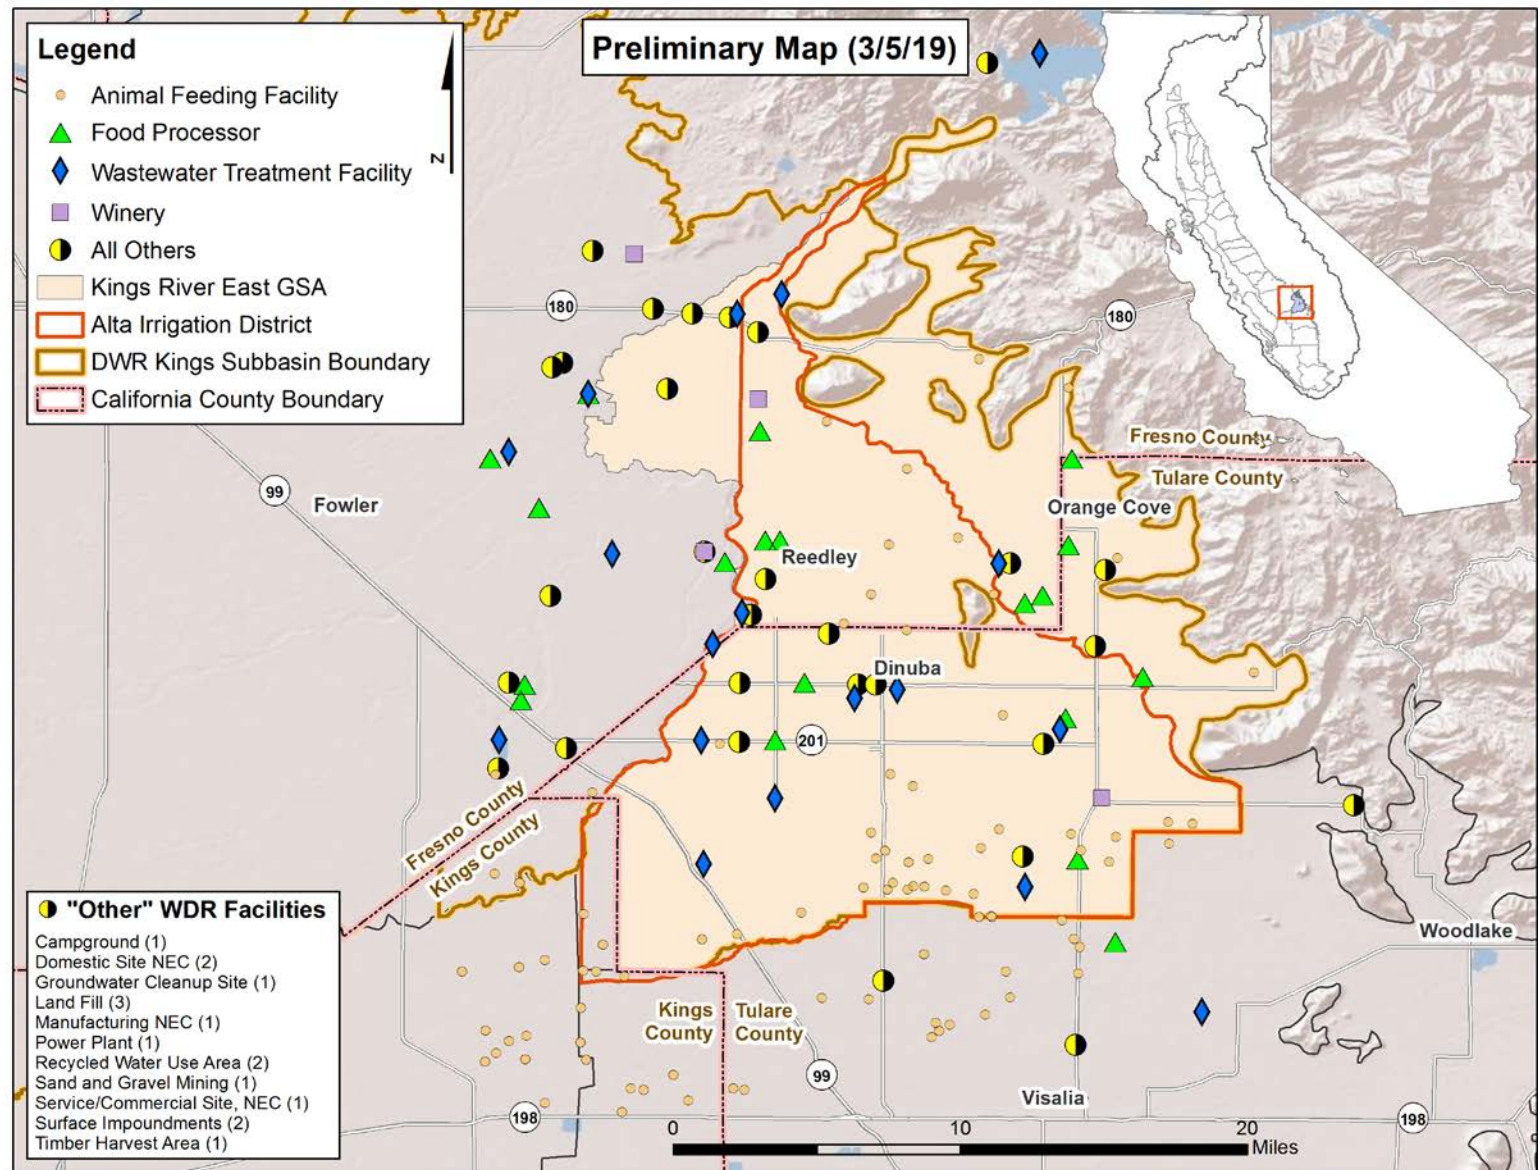 Preliminary Map (3/5/19)
Legend
Animal Feeding Facility
Food Processor
Wastewater Treatment Facility
Winery
All Others
Kings River East GSA
Alta Irrigation District
DWR Kings Subbasin Boundary
California County Boundary
N
180
180
99
Fowler
Fresno County
Tulare County
Orange Cove
Reedley
Dinuba
201
Fresno County
Kings County
Woodlake
Kings County
Tulare County
99
Visalia
198
198
"Other" WDR Facilities
Campground (1)
Domestic Site NEC (2)
Groundwater Cleanup Site (1)
Land Fill (3)
Manufacturing NEC (1)
Power Plant (1)
Recycled Water Use Area (2)
Sand and Gravel Mining (1)
Service/Commercial Site, NEC (1)
Surface Impoundments (2)
Timber Harvest Area (1)
0 10 20
Miles